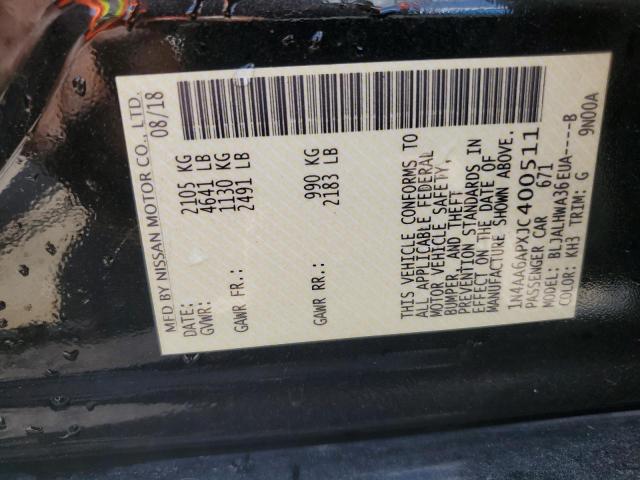 MFD BY NISSAN MOTOR CO., LTD.
DATE: 08/18
GVWR: 2105 KG
4641 LB
GAWR FR.: 1130 KG
2491 LB
GAWR RR.: 990 KG
2183 LB
THIS VEHICLE CONFORMS TO
ALL APPLICABLE FEDERAL
MOTOR VEHICLE SAFETY,
BUMPER, AND THEFT
PREVENTION STANDARDS IN
EFFECT ON THE DATE OF
MANUFACTURE SHOWN ABOVE.
1N4AA6APXJC400511
PASSENGER CAR 671
MODEL: BLJALHWA36EUA----B
COLOR: KH3 TRIM: G 9N00A